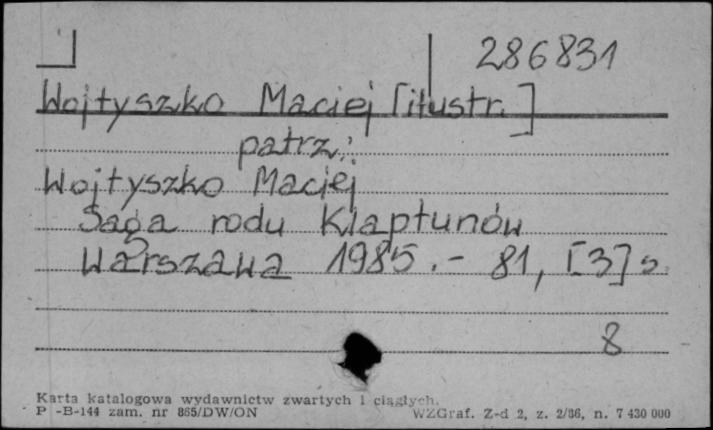 286831
Wojtyszko Maciej [ilustr.]
patrz:
Wojtyszko Maciej
Saga rodu Klaptunów
Warszawa 1985.- 81, [3] s.
8
Karta katalogowa wydawnictw zwartych i ciągłych.
P -B-144 zam. nr 865/DW/ON WZGraf. Z-d 2, z. 2/86, n. 7 430 000